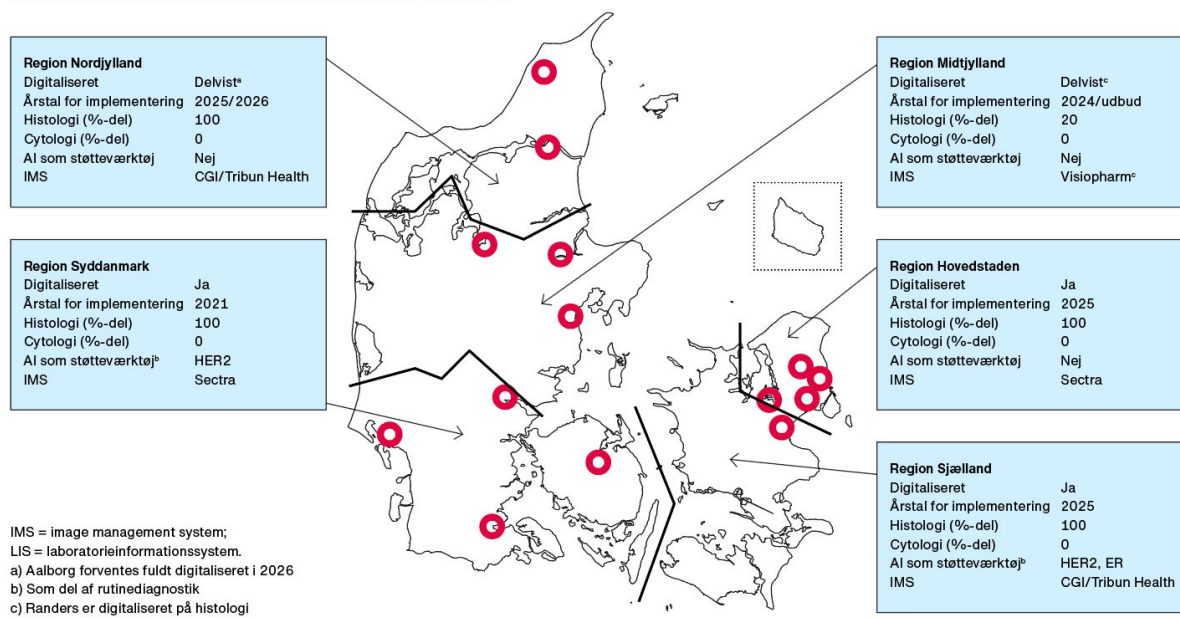 Region Nordjylland
Digitaliseret Delvistᵃ
Årstal for implementering 2025/2026
Histologi (%-del) 100
Cytologi (%-del) 0
AI som støtteværktøj Nej
IMS CGI/Tribun Health
Region Syddanmark
Digitaliseret Ja
Årstal for implementering 2021
Histologi (%-del) 100
Cytologi (%-del) 0
AI som støtteværktøjᵇ HER2
IMS Sectra
IMS = image management system;
LIS = laboratorieinformationssystem.
a) Aalborg forventes fuldt digitaliseret i 2026
b) Som del af rutinediagnostik
c) Randers er digitaliseret på histologi
Region Midtjylland
Digitaliseret Delvistᶜ
Årstal for implementering 2024/udbud
Histologi (%-del) 20
Cytologi (%-del) 0
AI som støtteværktøj Nej
IMS Visiopharmᶜ
Region Hovedstaden
Digitaliseret Ja
Årstal for implementering 2025
Histologi (%-del) 100
Cytologi (%-del) 0
AI som støtteværktøj Nej
IMS Sectra
Region Sjælland
Digitaliseret Ja
Årstal for implementering 2025
Histologi (%-del) 100
Cytologi (%-del) 0
AI som støtteværktøjᵇ HER2, ER
IMS CGI/Tribun Health